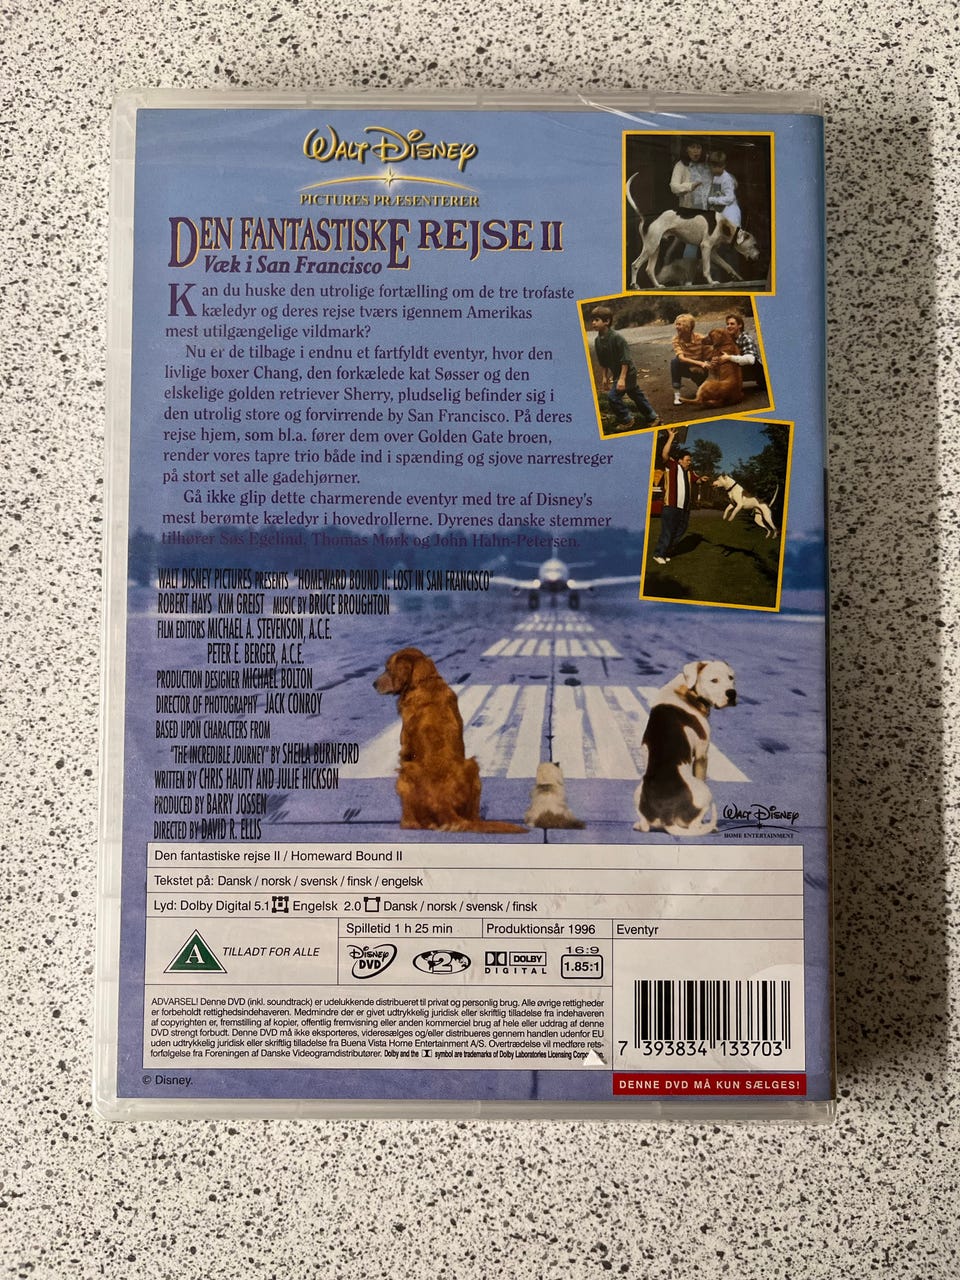 Walt Disney
PICTURES PRÆSENTERER
DEN FANTASTISKE REJSE II
Væk i San Francisco
Kan du huske den utrolige fortælling om de tre trofaste
kæledyr og deres rejse tværs igennem Amerikas
mest utilgængelige vildmark?
Nu er de tilbage i endnu et fartfyldt eventyr, hvor den
livlige boxer Chang, den forkælede kat Søsser og den
elskelige golden retriever Sherry, pludselig befinder sig i
den utrolig store og forvirrende by San Francisco. På deres
rejse hjem, som bl.a. fører dem over Golden Gate broen,
render vores tapre trio både ind i spænding og sjove narrestreger
på stort set alle gadehjørner.
Gå ikke glip dette charmerende eventyr med tre af Disney's
mest berømte kæledyr i hovedrollerne. Dyrenes danske stemmer
tilhører Søs Egelind, Thomas Mørk og John Hahn-Petersen.
WALT DISNEY PICTURES PRESENTS "HOMEWARD BOUND II: LOST IN SAN FRANCISCO"
ROBERT HAYS KIM GREIST MUSIC BY BRUCE BROUGHTON
FILM EDITORS MICHAEL A. STEVENSON, A.C.E.
PETER E. BERGER, A.C.E.
PRODUCTION DESIGNER MICHAEL BOLTON
DIRECTOR OF PHOTOGRAPHY JACK CONROY
BASED UPON CHARACTERS FROM
"THE INCREDIBLE JOURNEY" BY SHEILA BURNFORD
WRITTEN BY CHRIS HAUTY AND JULIE HICKSON
PRODUCED BY BARRY JOSSEN
DIRECTED BY DAVID R. ELLIS
Walt Disney
HOME ENTERTAINMENT
Den fantastiske rejse II / Homeward Bound II
Tekstet på: Dansk / norsk / svensk / finsk / engelsk
Lyd: Dolby Digital 5.1 Engelsk 2.0 Dansk / norsk / svensk / finsk
A TILLADT FOR ALLE
Spilletid 1 h 25 min
Produktionsår 1996
Eventyr
Disney DVD
2
DOLBY DIGITAL
16:9
1.85:1
ADVARSEL! Denne DVD (inkl. soundtrack) er udelukkende distribueret til privat og personlig brug. Alle øvrige rettigheder
er forbeholdt rettighedsindehaveren. Medmindre der er givet udtrykkelig juridisk eller skriftlig tilladelse fra indehaveren
af copyrighten er, fremstilling af kopier, offentlig fremvisning eller anden kommerciel brug af hele eller uddrag af denne
DVD strengt forbudt. Denne DVD må ikke eksporteres, videresælges og/eller distribueres gennem handlen udenfor EU
uden udtrykkelig juridisk eller skriftlig tilladelse fra Buena Vista Home Entertainment A/S. Overtrædelse vil medføre rets-
forfølgelse fra Foreningen af Danske Videogramdistributører. Dolby and the symbol are trademarks of Dolby Laboratories Licensing
7 393834 133703
DENNE DVD MÅ KUN SÆLGES!
© Disney.